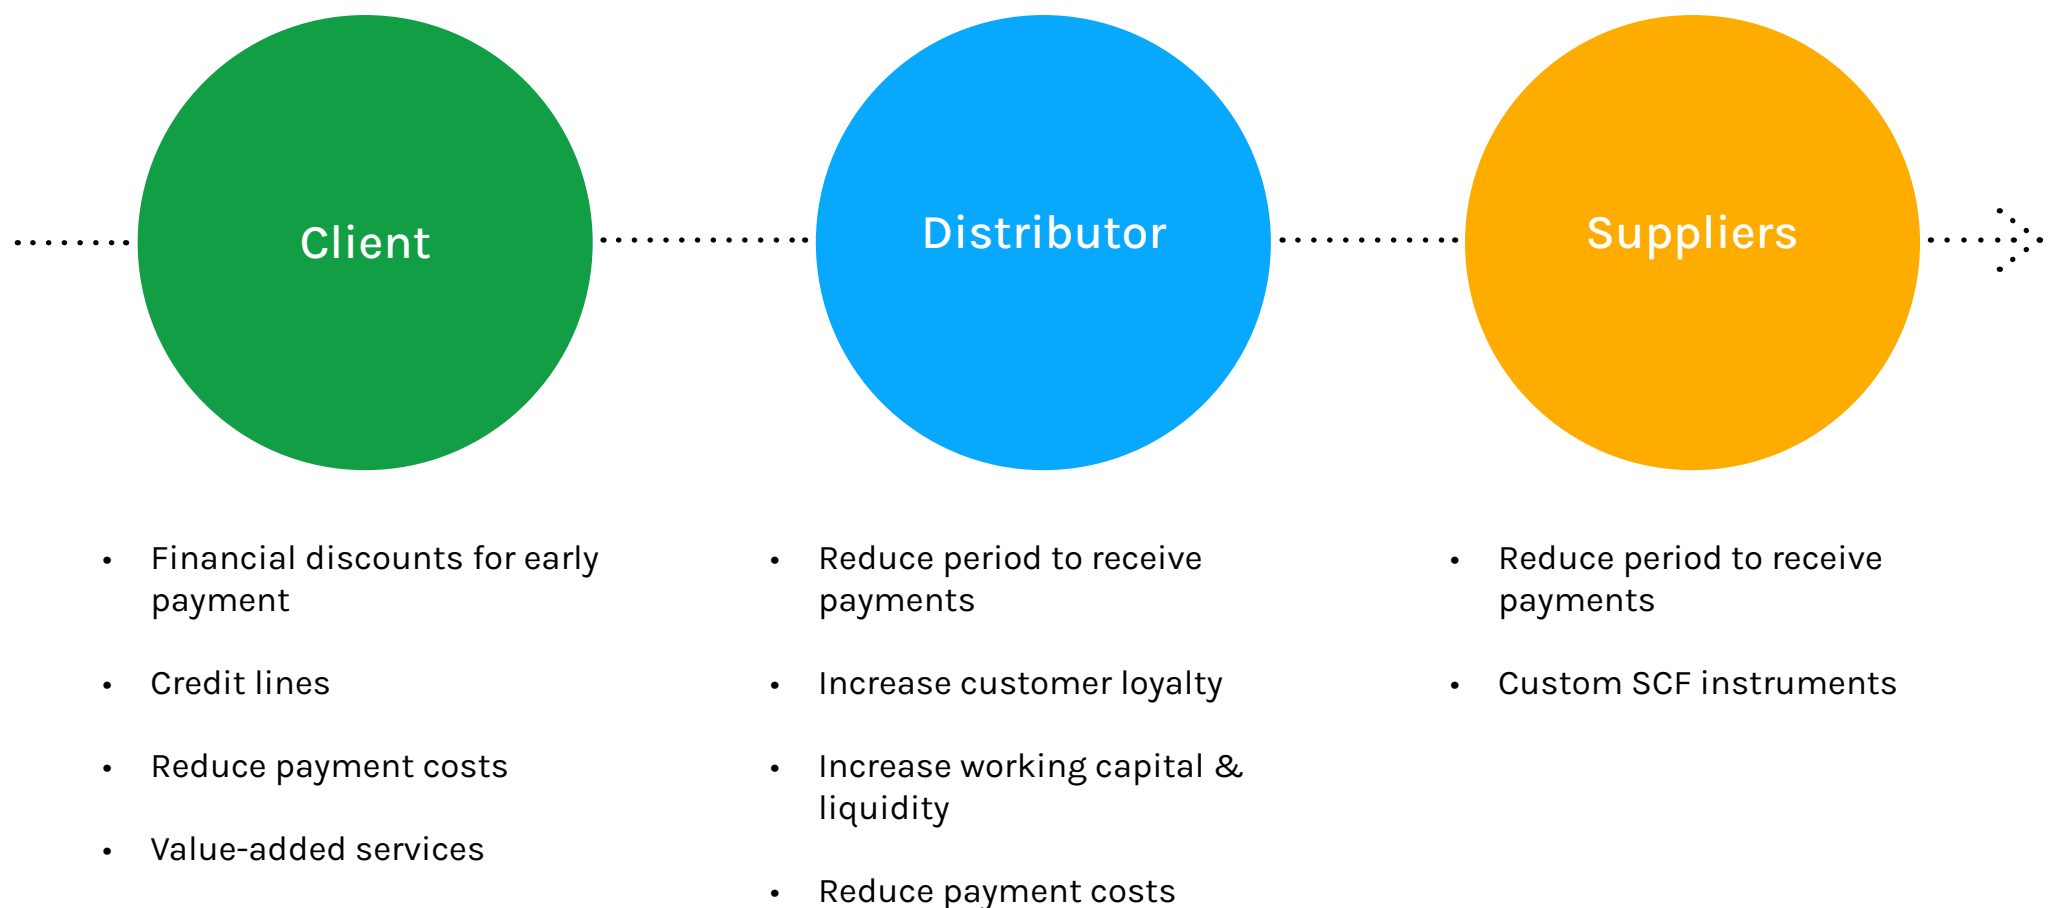 Client
Distributor
Suppliers
• Financial discounts for early
payment
• Credit lines
• Reduce payment costs
• Value-added services
• Reduce period to receive
payments
• Increase customer loyalty
• Increase working capital &
liquidity
• Reduce payment costs
• Reduce period to receive
payments
• Custom SCF instruments